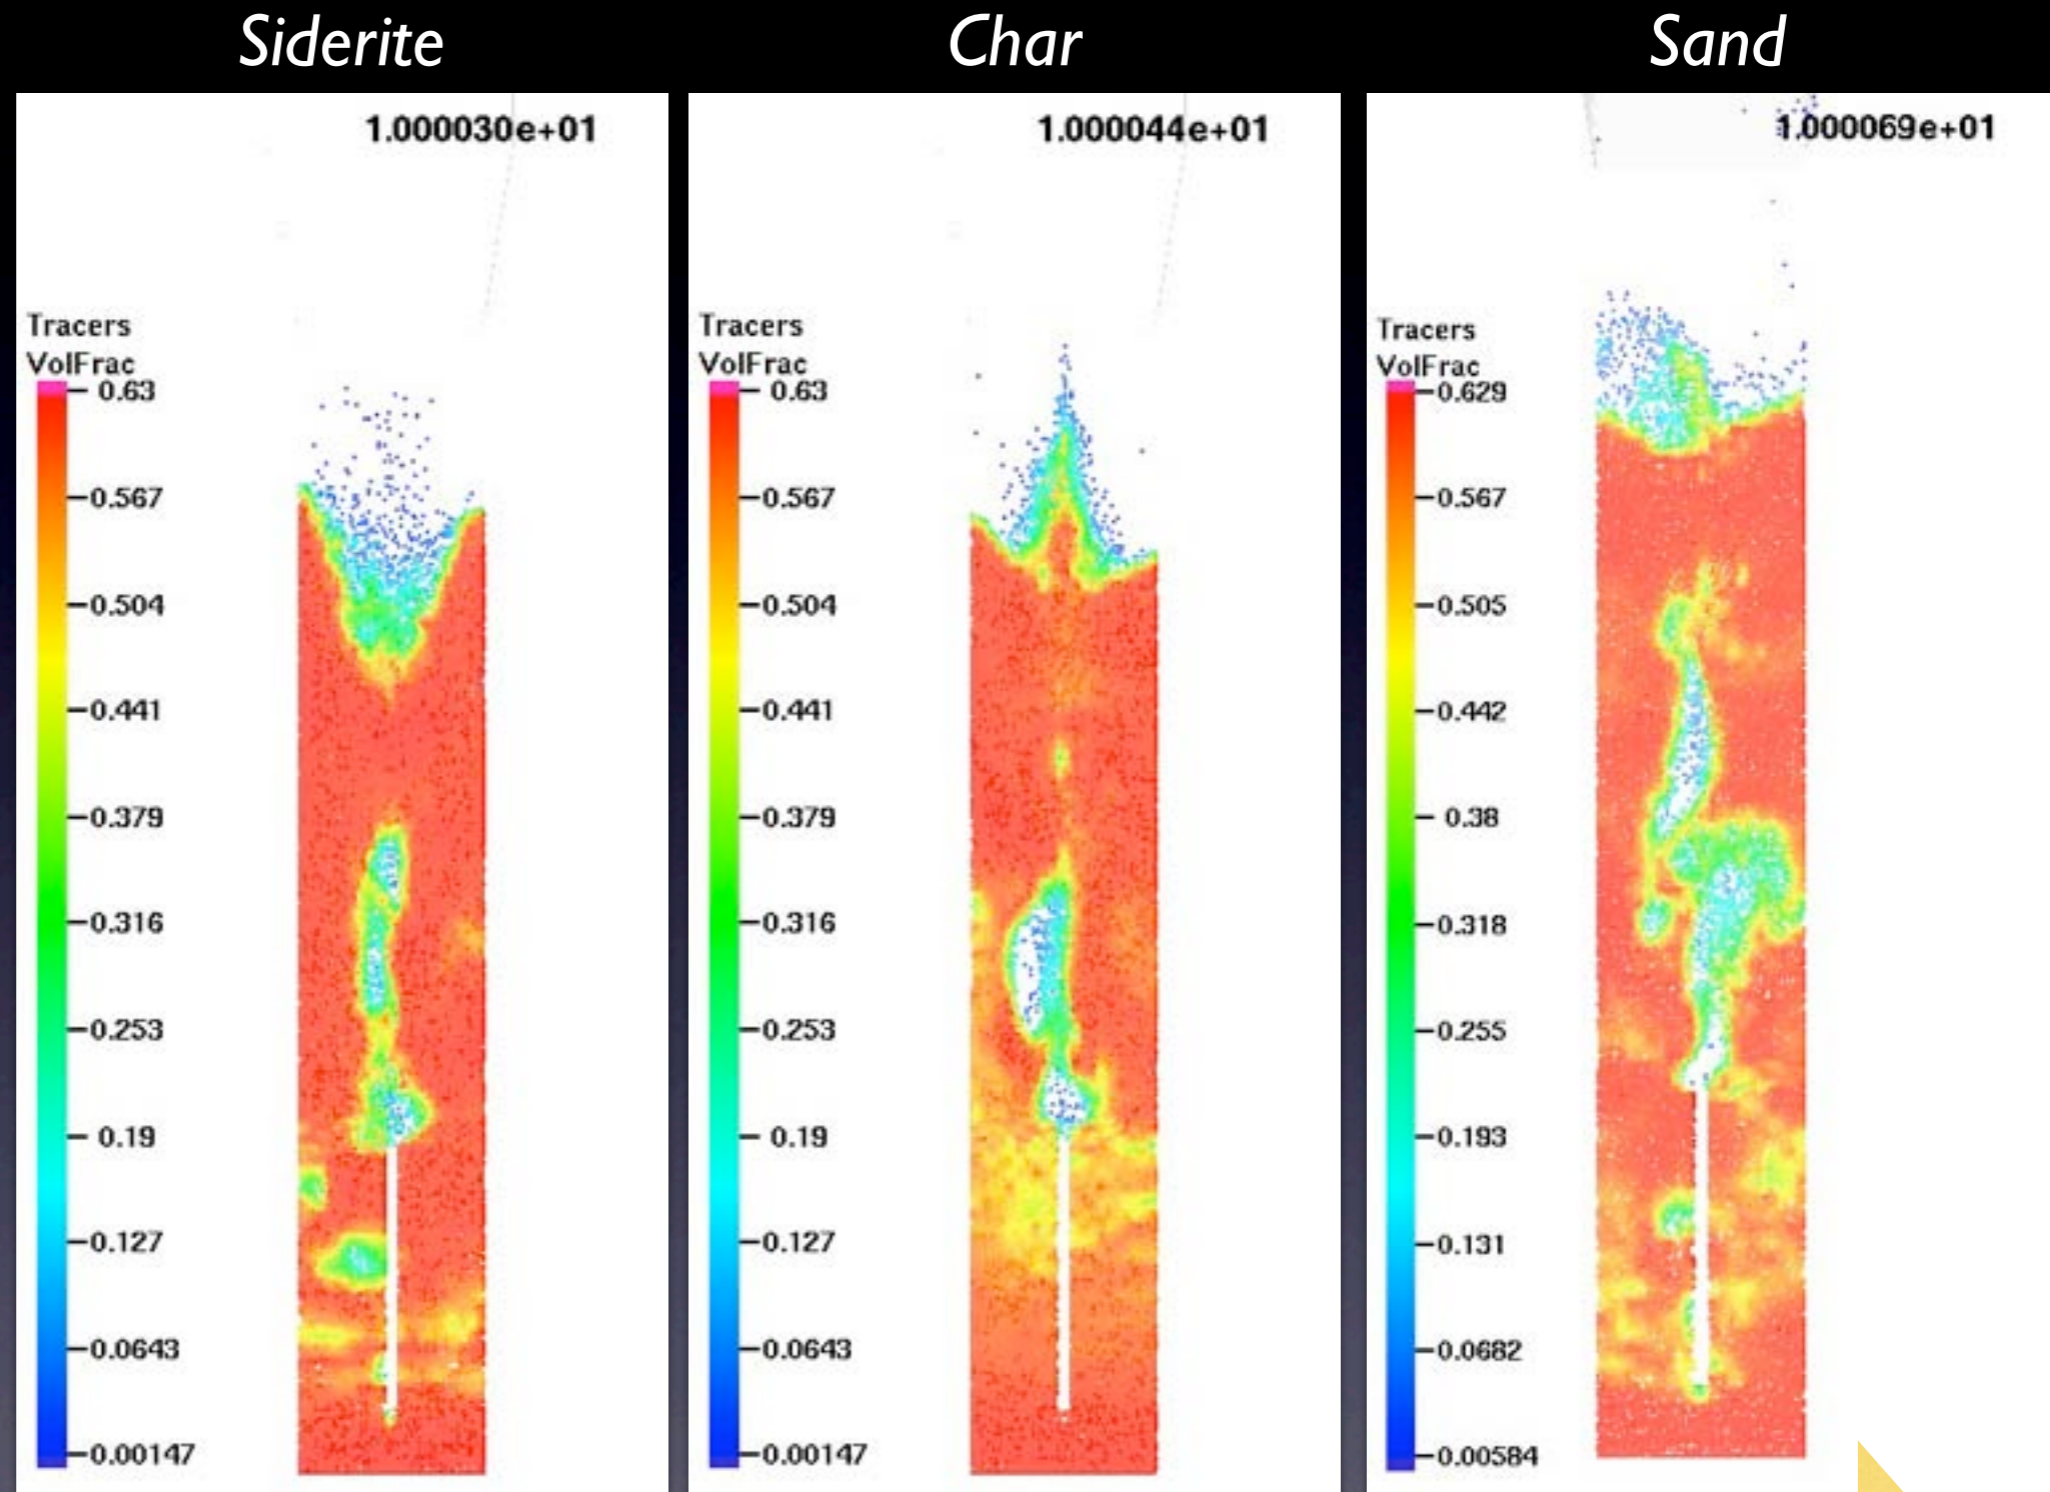 Siderite
1.000030e+01
Tracers
VolFrac
0.63
0.567
0.504
0.441
0.379
0.316
0.253
0.19
0.127
0.0643
0.00147
Char
1.000044e+01
Tracers
VolFrac
0.63
0.567
0.504
0.441
0.379
0.316
0.253
0.19
0.127
0.0643
0.00147
Sand
1.000069e+01
Tracers
VolFrac
0.629
0.567
0.505
0.442
0.38
0.318
0.255
0.193
0.131
0.0682
0.00584